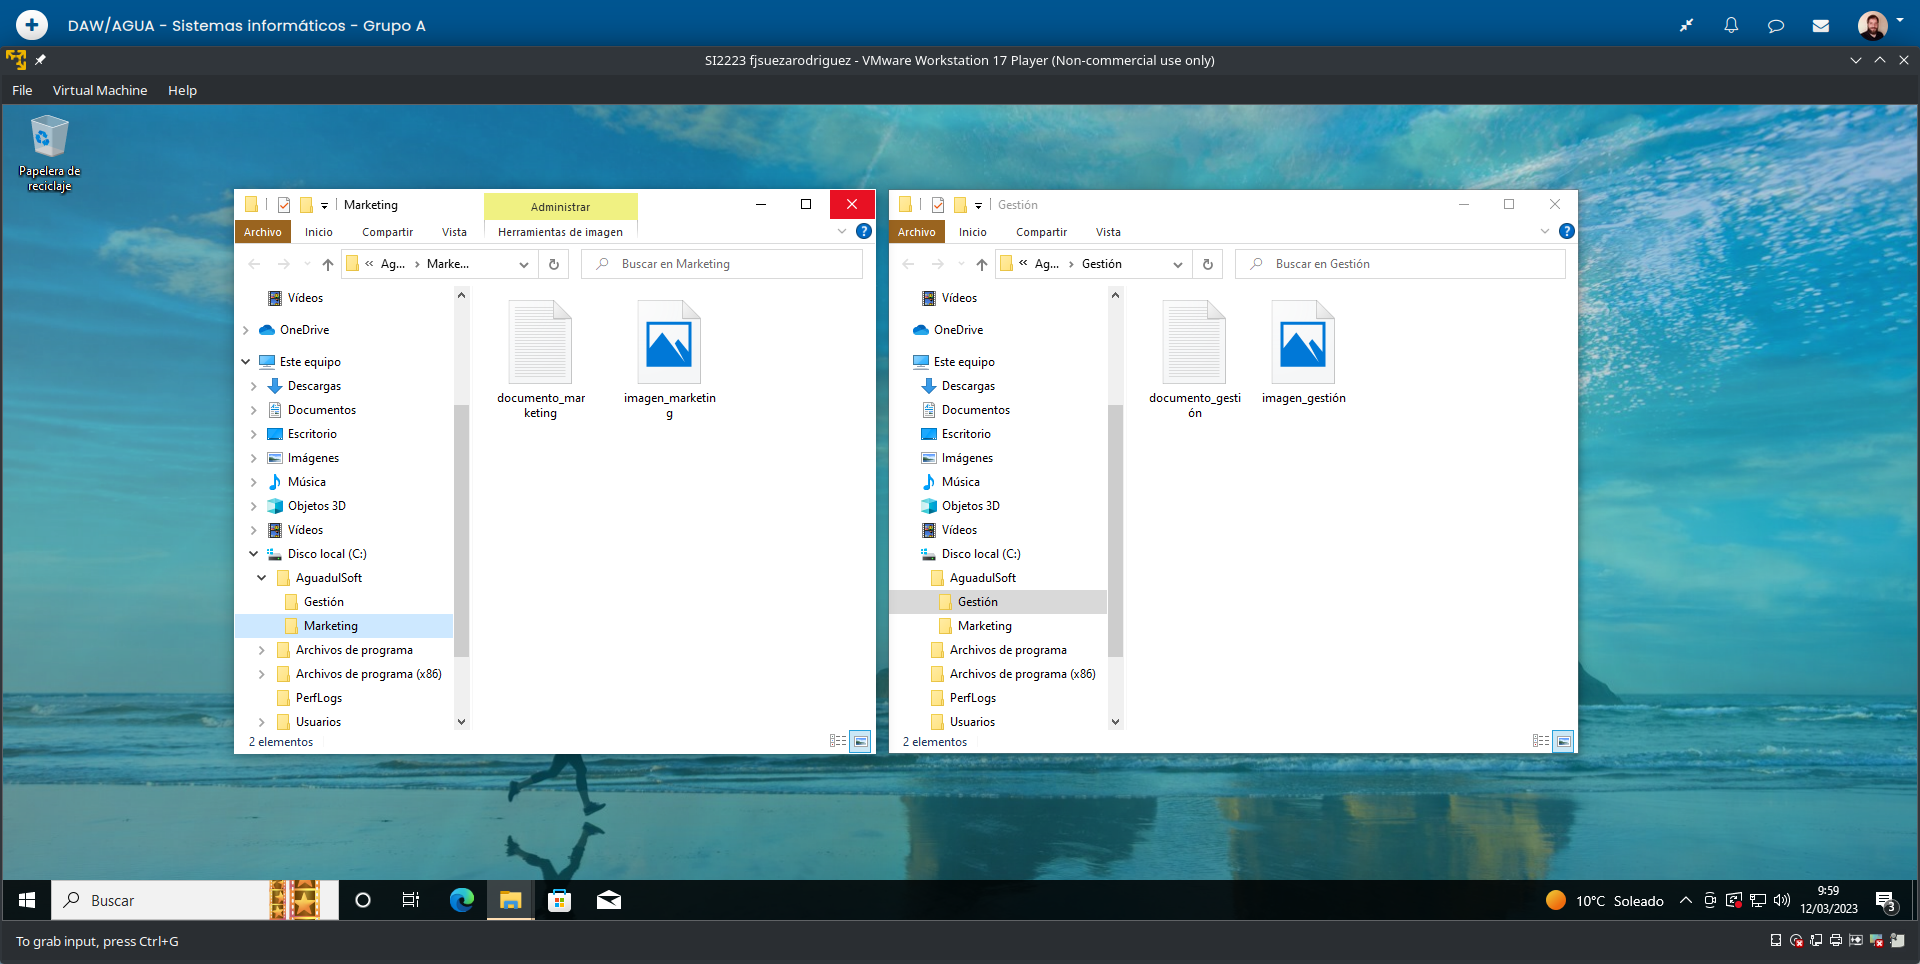 DAW/AGUA - Sistemas informáticos - Grupo A
SI2223 fjsuezarodriguez - VMware Workstation 17 Player (Non-commercial use only)
File Virtual Machine Help
Papelera de
reciclaje
Marketing
Administrar
Archivo Inicio Compartir Vista Herramientas de imagen
« Ag... › Marke...
Buscar en Marketing
Vídeos
OneDrive
Este equipo
Descargas
Documentos
Escritorio
Imágenes
Música
Objetos 3D
Vídeos
Disco local (C:)
AguadulSoft
Gestión
Marketing
Archivos de programa
Archivos de programa (x86)
PerfLogs
Usuarios
documento_mar
keting
imagen_marketin
g
2 elementos
Gestión
Archivo Inicio Compartir Vista
« Ag... › Gestión
Buscar en Gestión
Vídeos
OneDrive
Este equipo
Descargas
Documentos
Escritorio
Imágenes
Música
Objetos 3D
Vídeos
Disco local (C:)
AguadulSoft
Gestión
Marketing
Archivos de programa
Archivos de programa (x86)
PerfLogs
Usuarios
documento_gesti
ón
imagen_gestión
2 elementos
Buscar
10°C Soleado
9:59
12/03/2023
3
To grab input, press Ctrl+G